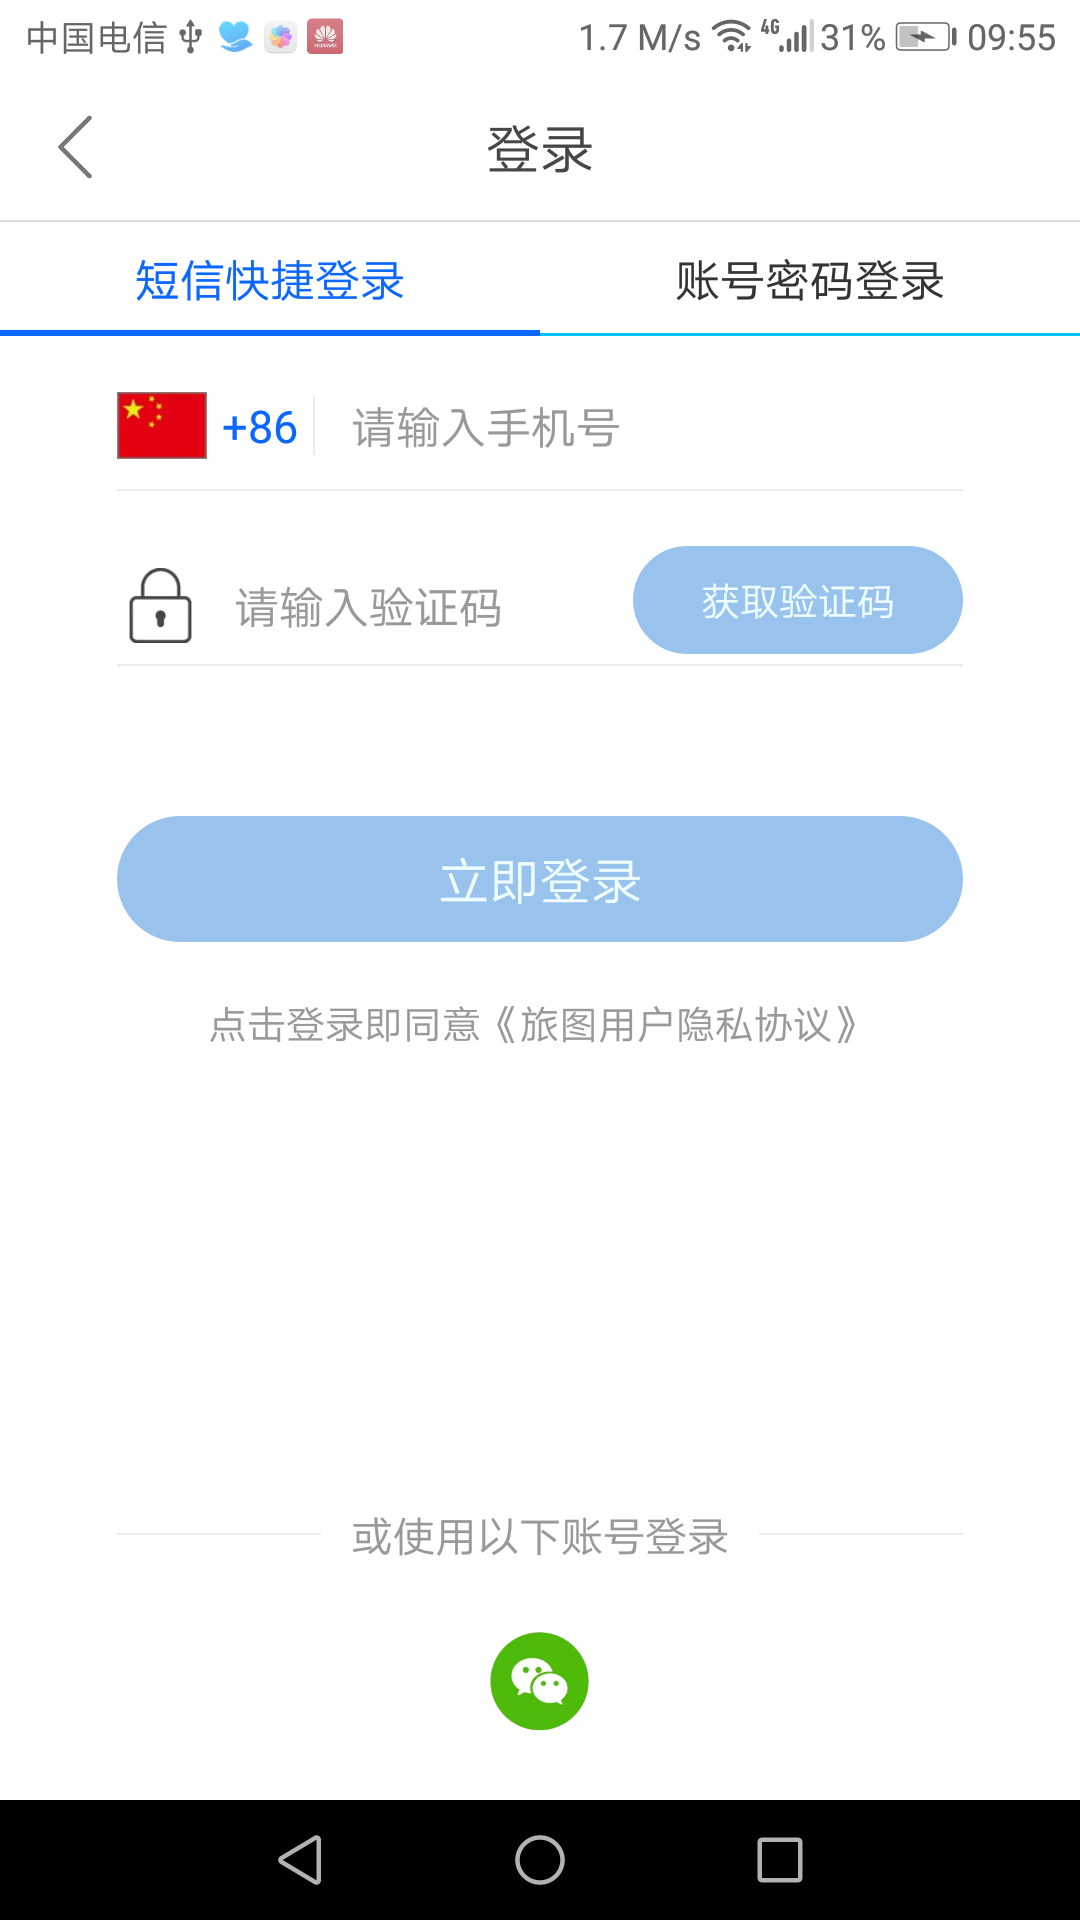 中国电信 1.7 M/s 4G 31% 09:55
登录
短信快捷登录 账号密码登录
+86 请输入手机号
请输入验证码 获取验证码
立即登录
点击登录即同意《旅图用户隐私协议》
或使用以下账号登录